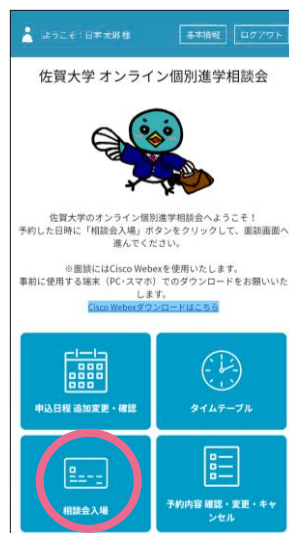 ようこそ：日本太郎 様
基本情報
ログアウト
佐賀大学 オンライン個別進学相談会
佐賀大学のオンライン個別進学相談会へようこそ！
予約した日時に「相談会入場」ボタンをクリックして、面談画面へ
進んでください。
※面談にはCisco Webexを使用いたします。
事前に使用する端末（PC・スマホ）でのダウンロードをお願いいた
します。
Cisco Webexダウンロードはこちら
申込日程 追加変更・確認
タイムテーブル
相談会入場
予約内容 確認・変更・キャ
ンセル